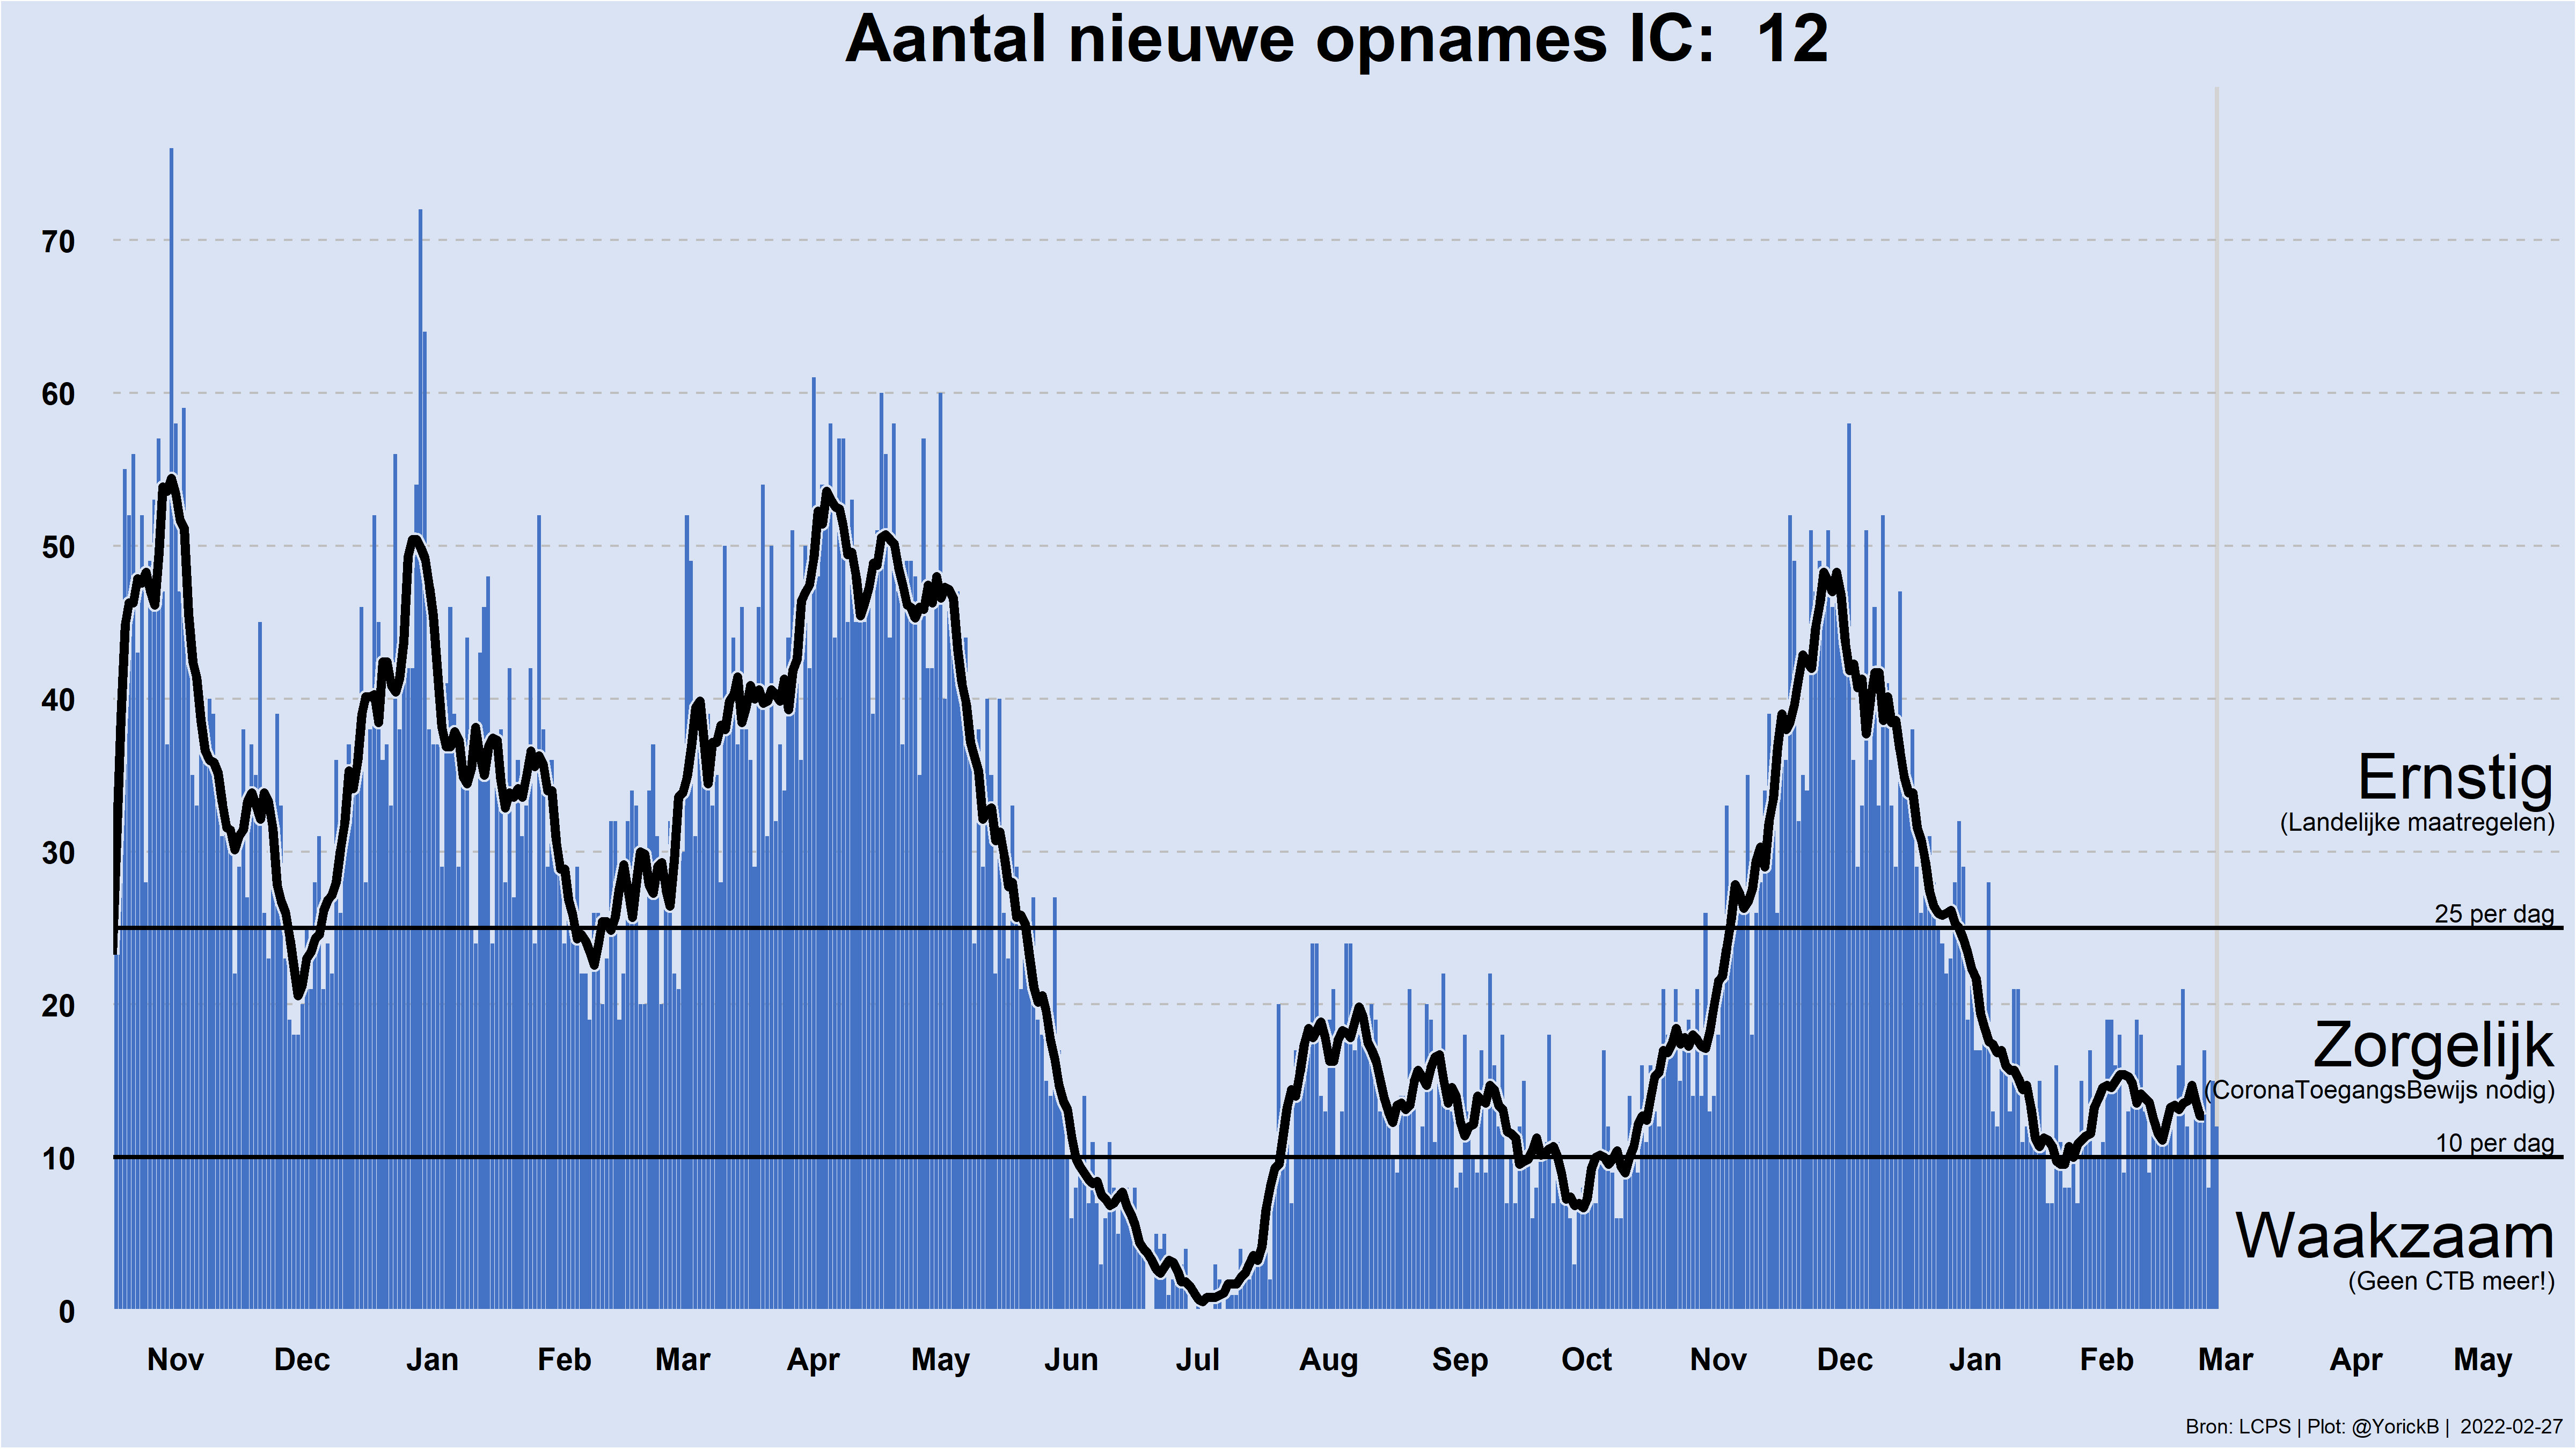 Aantal nieuwe opnames IC:  12
70
60
50
40
30
20
10
0
Ernstig
(Landelijke maatregelen)
25 per dag
Zorgelijk
(CoronaToegangsBewijs nodig)
10 per dag
Waakzaam
(Geen CTB meer!)
Nov Dec Jan Feb Mar Apr May Jun Jul Aug Sep Oct Nov Dec Jan Feb Mar Apr May
Bron: LCPS | Plot: @YorickB |  2022-02-27